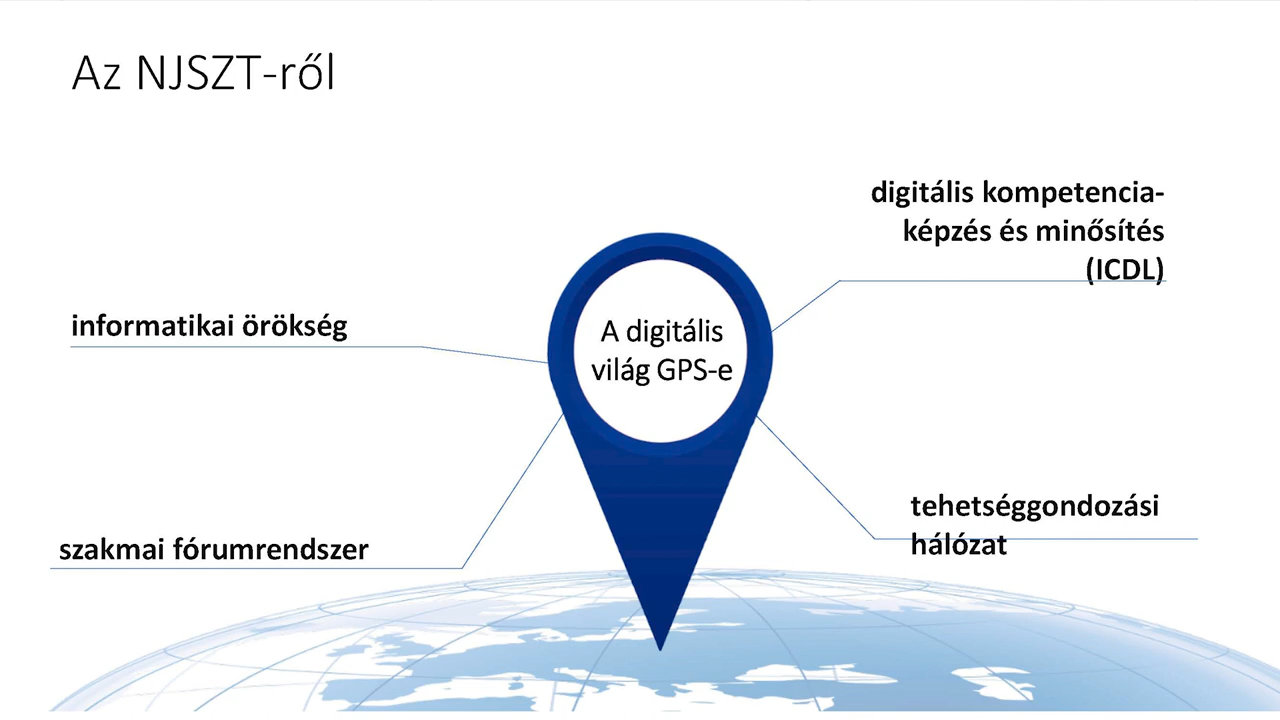 Az NJSZT-ről
digitális kompetencia-
képzés és minősítés
(ICDL)
informatikai örökség
A digitális
világ GPS-e
tehetséggondozási
hálózat
szakmai fórumrendszer